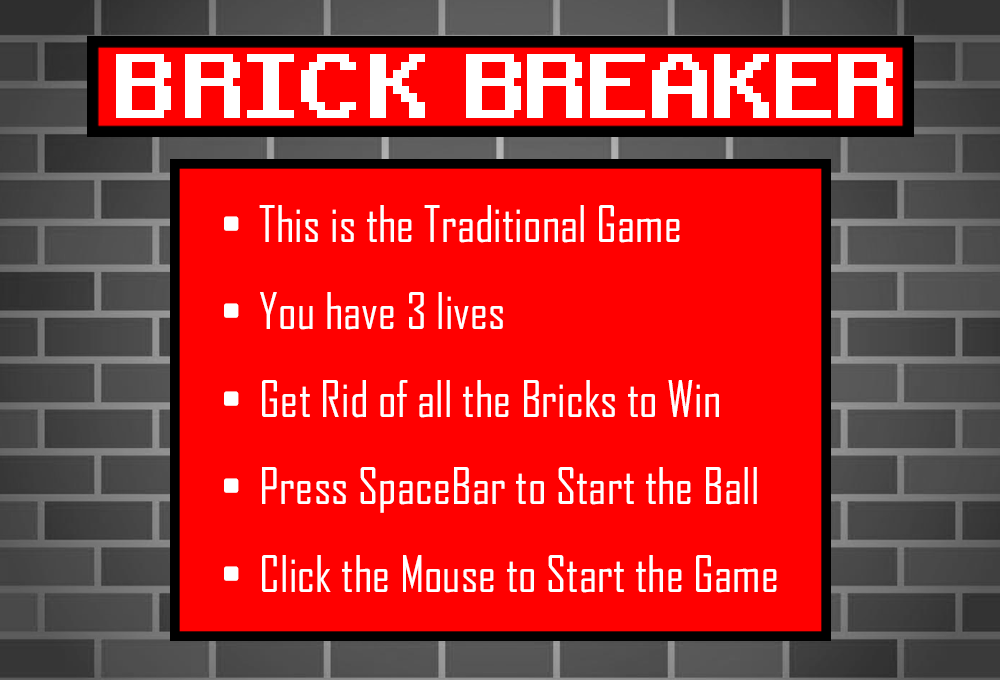 BRICK BREAKER
▪ This is the Traditional Game
▪ You have 3 lives
▪ Get Rid of all the Bricks to Win
▪ Press SpaceBar to Start the Ball
▪ Click the Mouse to Start the Game